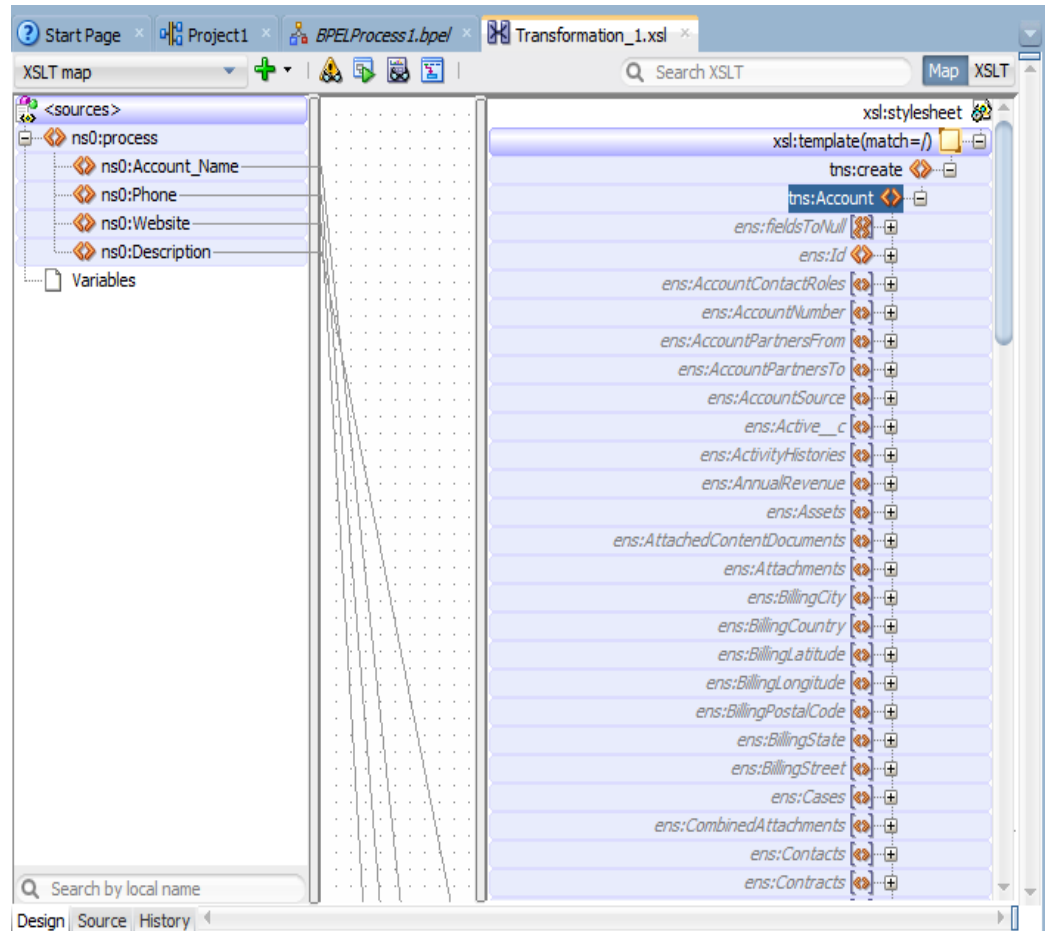 Start Page
Project1
BPELProcess1.bpel
Transformation_1.xsl
XSLT map
Search XSLT
Map
XSLT
<sources>
ns0:process
ns0:Account_Name
ns0:Phone
ns0:Website
ns0:Description
Variables
Search by local name
xsl:stylesheet
xsl:template(match=/)
tns:create
tns:Account
ens:fieldsToNull
ens:Id
ens:AccountContactRoles
ens:AccountNumber
ens:AccountPartnersFrom
ens:AccountPartnersTo
ens:AccountSource
ens:Active__c
ens:ActivityHistories
ens:AnnualRevenue
ens:Assets
ens:AttachedContentDocuments
ens:Attachments
ens:BillingCity
ens:BillingCountry
ens:BillingLatitude
ens:BillingLongitude
ens:BillingPostalCode
ens:BillingState
ens:BillingStreet
ens:Cases
ens:CombinedAttachments
ens:Contacts
ens:Contracts
Design Source History